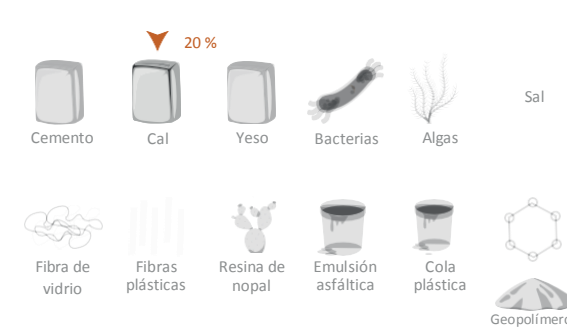 20 %
Cemento
Cal
Yeso
Bacterias
Algas
Sal
Fibra de
vidrio
Fibras
plásticas
Resina de
nopal
Emulsión
asfáltica
Cola
plástica
Geopolímero